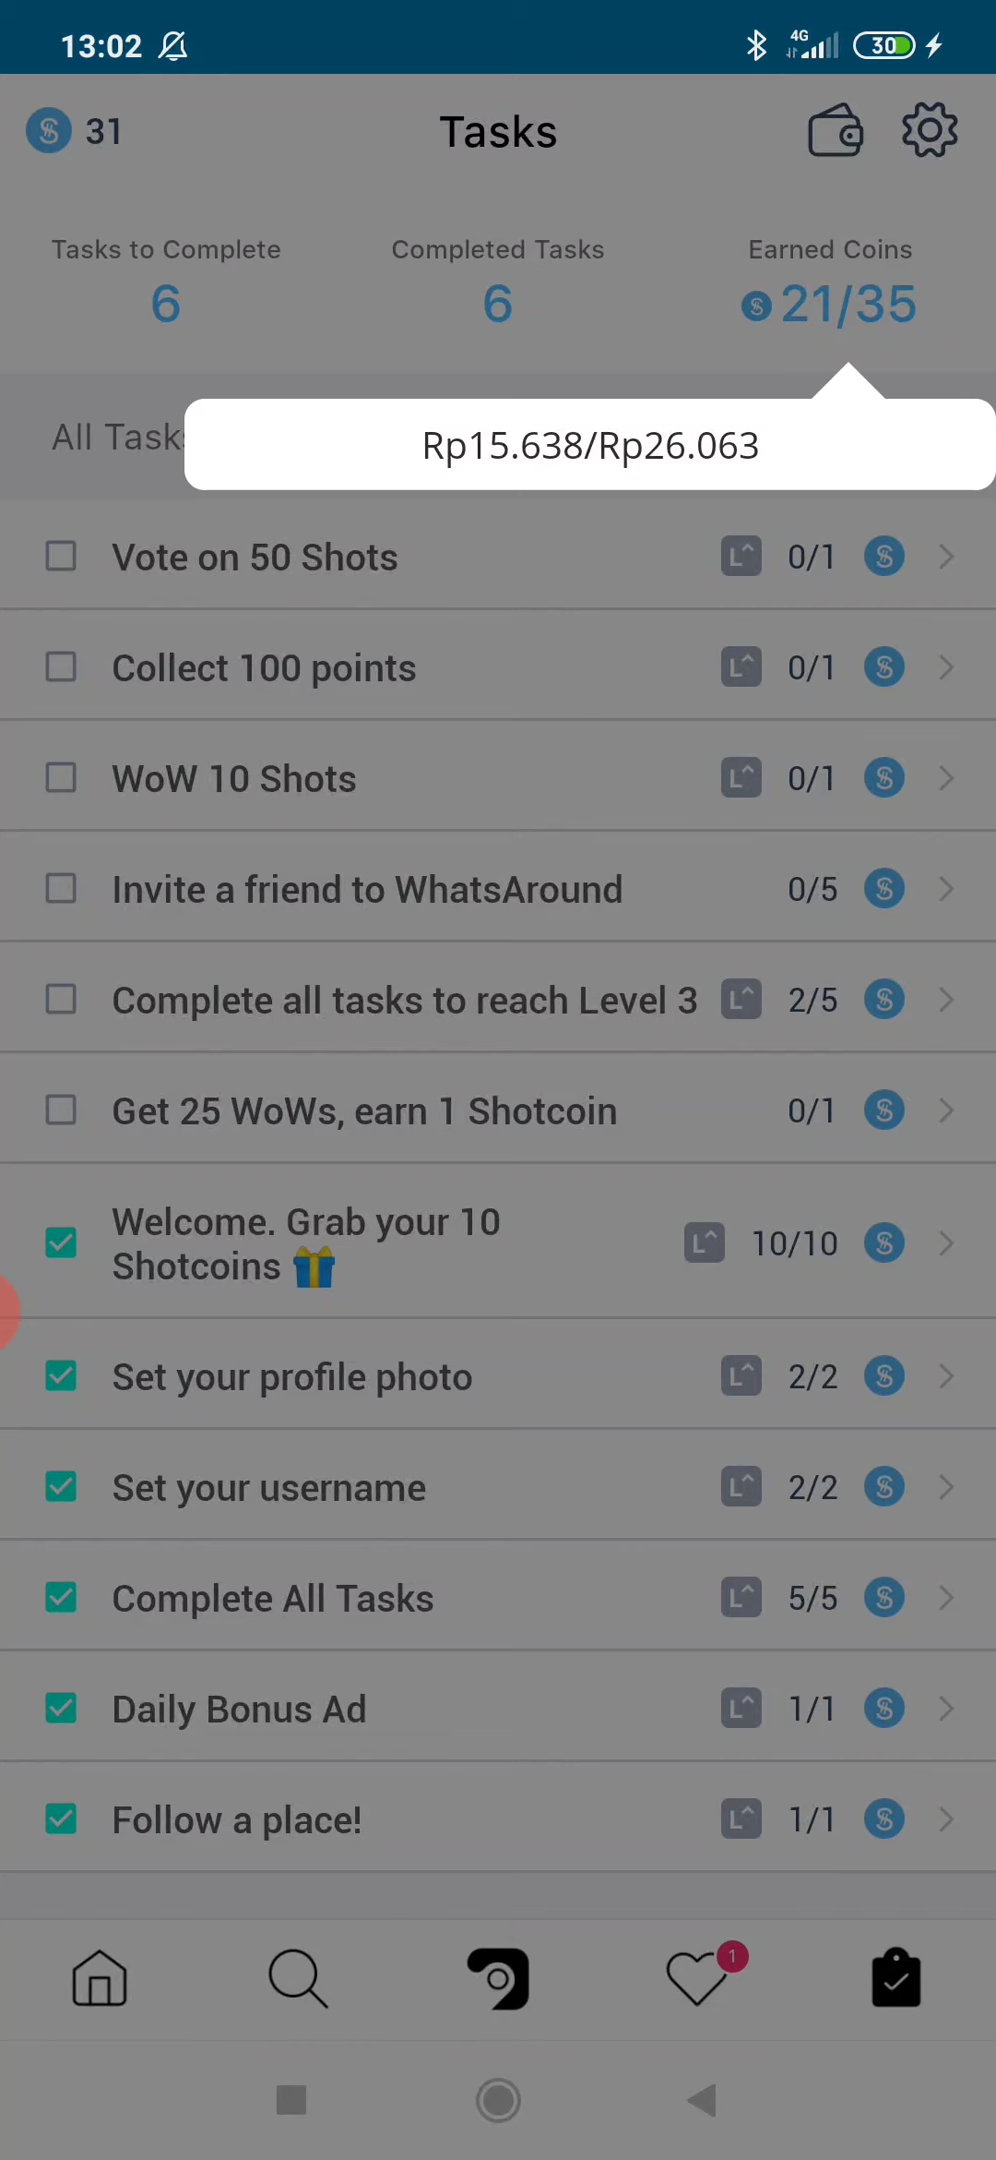 13:02
4G
30
31
Tasks
Tasks to Complete
Completed Tasks
Earned Coins
6
6
21/35
All Tasks
Rp15.638/Rp26.063
Vote on 50 Shots L^ 0/1
Collect 100 points L^ 0/1
WoW 10 Shots L^ 0/1
Invite a friend to WhatsAround 0/5
Complete all tasks to reach Level 3 L^ 2/5
Get 25 WoWs, earn 1 Shotcoin 0/1
Welcome. Grab your 10
Shotcoins 🎁 L^ 10/10
Set your profile photo L^ 2/2
Set your username L^ 2/2
Complete All Tasks L^ 5/5
Daily Bonus Ad L^ 1/1
Follow a place! L^ 1/1
1